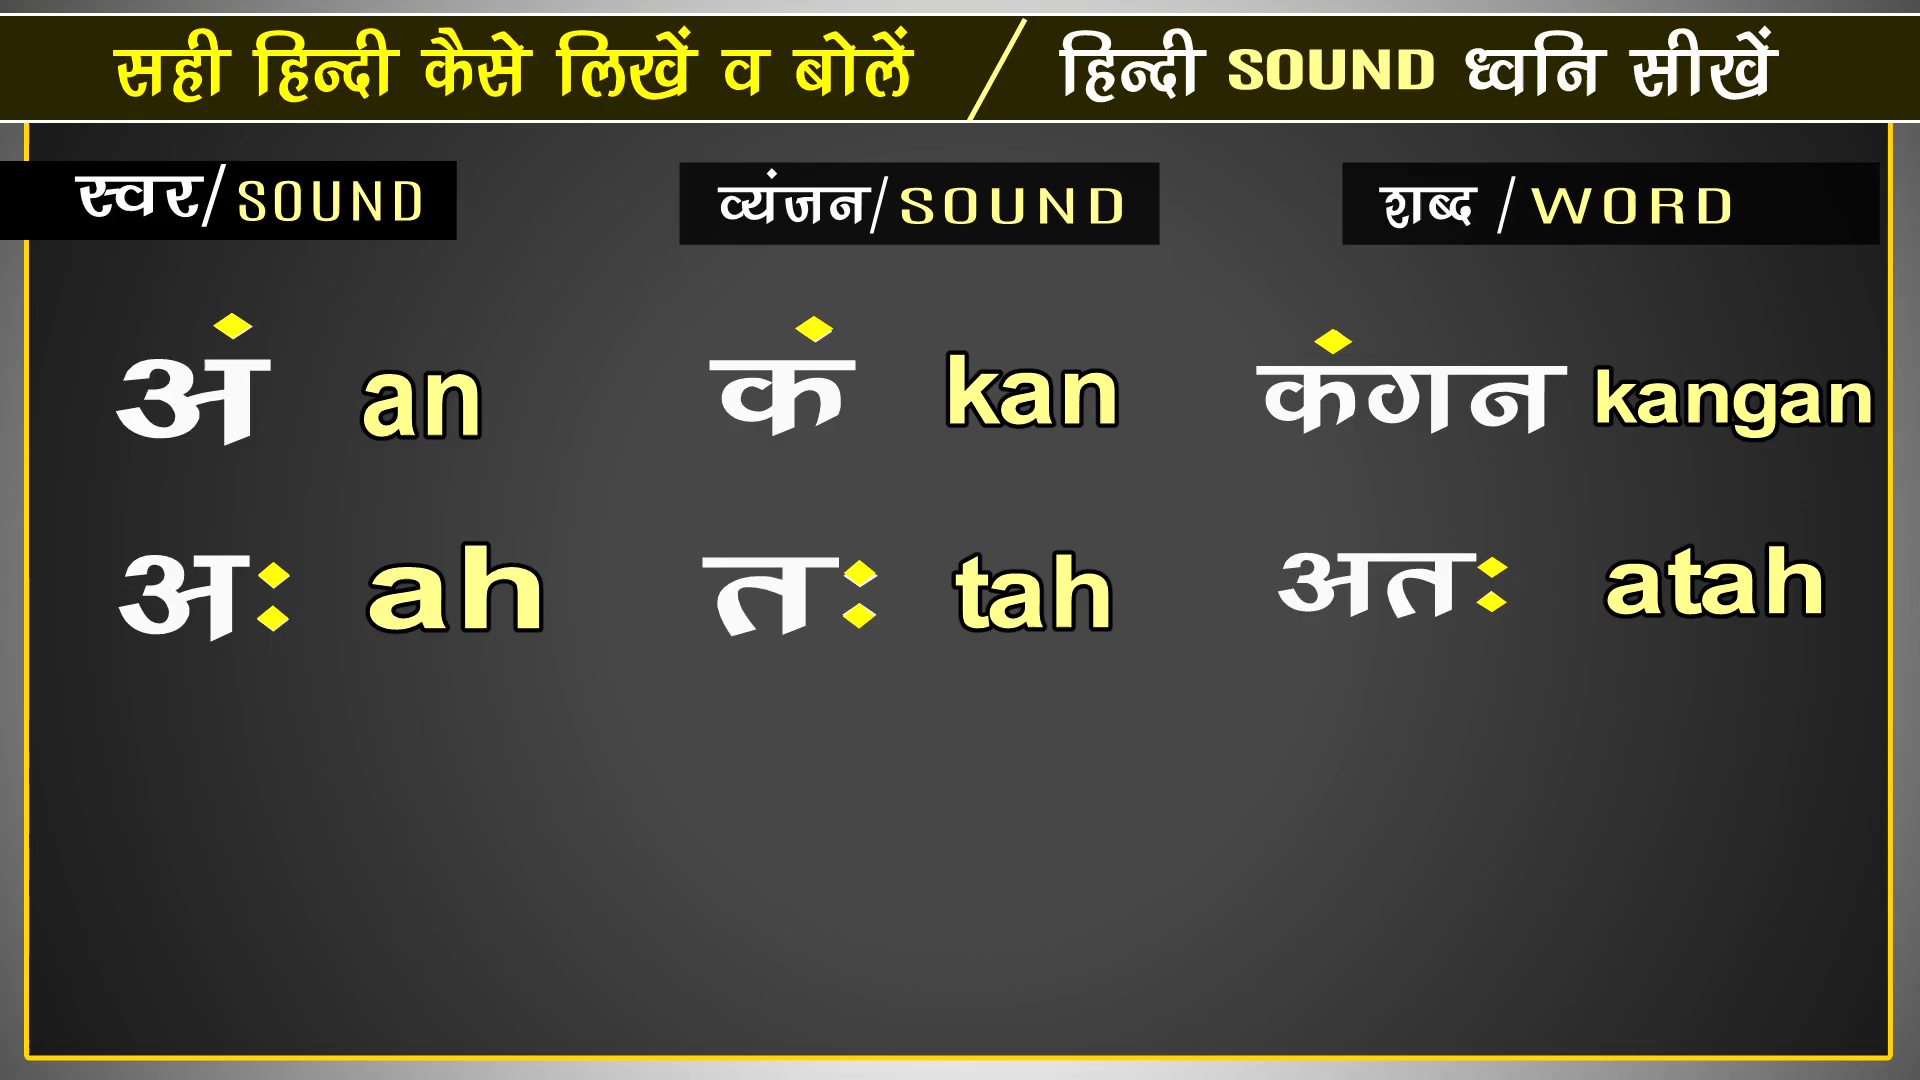 सही हिन्दी कैसे लिखें व बोलें / हिन्दी SOUND ध्वनि सीखें
स्वर/SOUND व्यंजन/SOUND शब्द /WORD
अं an कं kan कंगन kangan
अः ah तः tah अतः atah